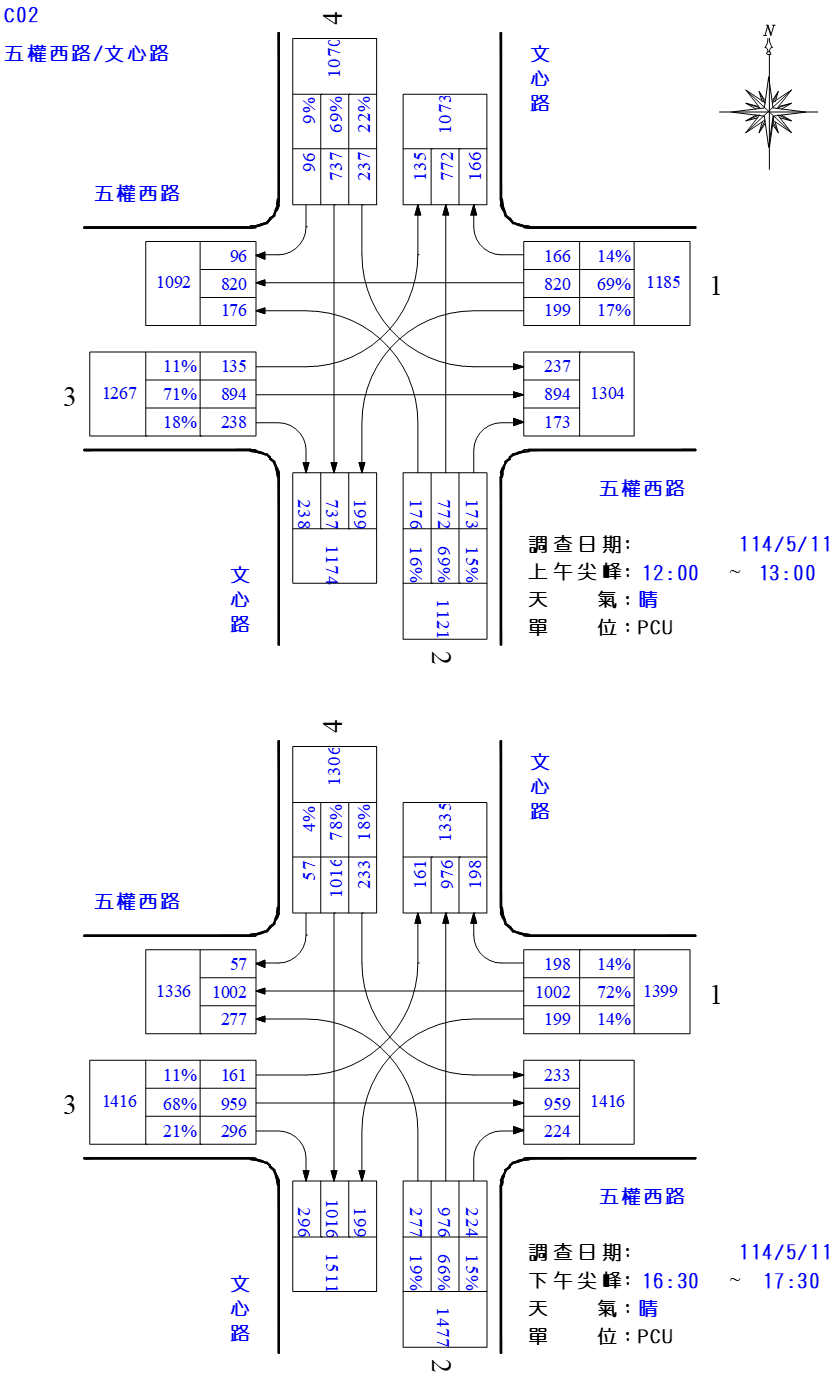 C02
五權西路/文心路
4
1070
9% 69% 22%
96 737 237
1073
135 772 166
文心路
N
五權西路
1092
96
820
176
166 14%
820 69%
199 17%
1185
1
3
1267
11% 135
71% 894
18% 238
237
894
173
1304
238 737 199
1174
176 772 173
16% 69% 15%
1121
2
文心路
五權西路
調查日期: 114/5/11
上午尖峰: 12:00 ~ 13:00
天 氣:晴
單 位:PCU
4
1306
4% 78% 18%
57 1016 233
1335
161 976 198
文心路
五權西路
1336
57
1002
277
198 14%
1002 72%
199 14%
1399
1
3
1416
11% 161
68% 959
21% 296
233
959
224
1416
296 1016 199
1511
277 976 224
19% 66% 15%
1477
2
文心路
五權西路
調查日期: 114/5/11
下午尖峰: 16:30 ~ 17:30
天 氣:晴
單 位:PCU